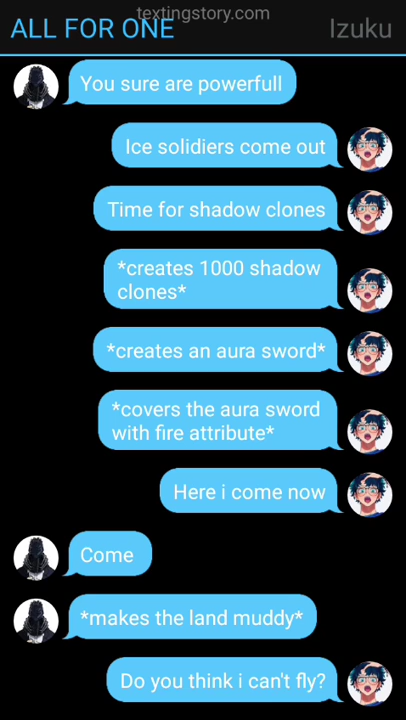 textingstory.com
ALL FOR ONE
Izuku
You sure are powerfull
Ice solidiers come out
Time for shadow clones
*creates 1000 shadow
clones*
*creates an aura sword*
*covers the aura sword
with fire attribute*
Here i come now
Come
*makes the land muddy*
Do you think i can't fly?